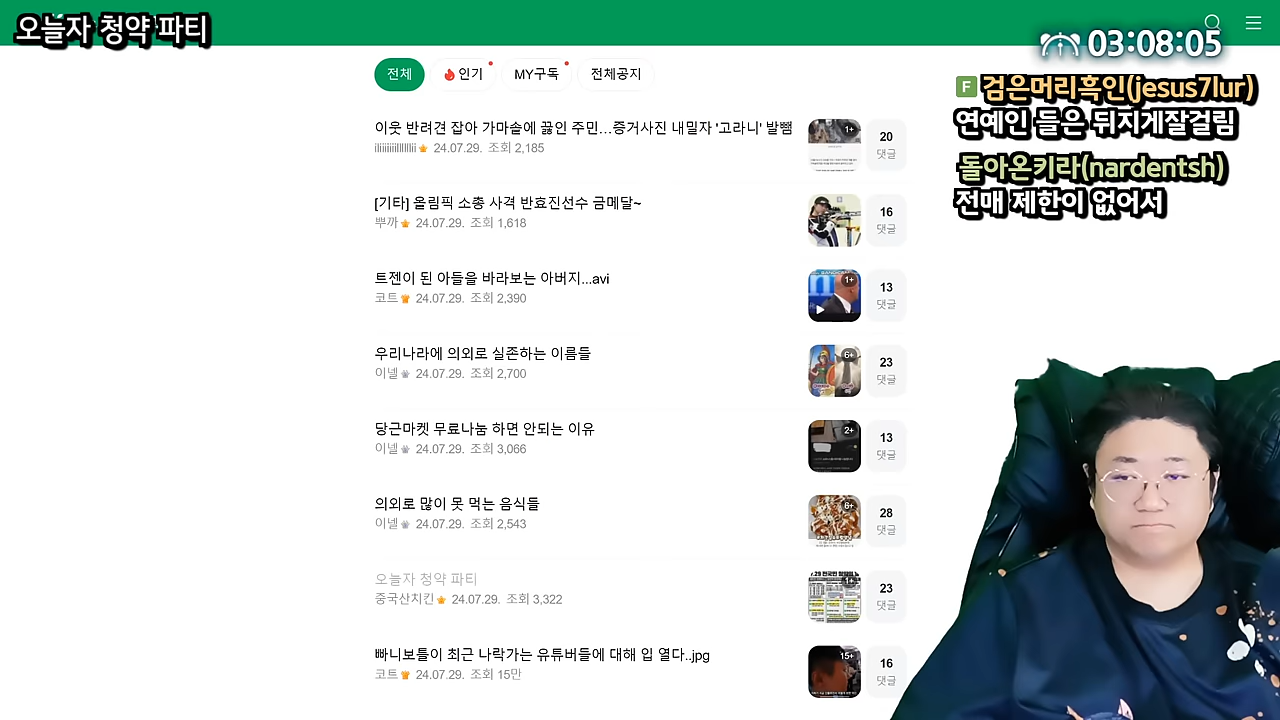 오늘자 청약 파티
03:08:05
전체
인기
MY구독
전체공지
F 검은머리흑인(jesus7lur)
연예인 들은 뒤지게잘걸림
돌아온키라(nardentsh)
전매 제한이 없어서
이웃 반려견 잡아 가마솥에 끓인 주민…증거사진 내밀자 '고라니' 발뺌
24.07.29. 조회 2,185
1+
20
댓글
[기타] 올림픽 소총 사격 반효진선수 금메달~
뿌까 24.07.29. 조회 1,618
16
댓글
트젠이 된 아들을 바라보는 아버지...avi
코트 24.07.29. 조회 2,390
1+
13
댓글
우리나라에 의외로 실존하는 이름들
이넬 24.07.29. 조회 2,700
6+
23
댓글
당근마켓 무료나눔 하면 안되는 이유
이넬 24.07.29. 조회 3,066
2+
13
댓글
의외로 많이 못 먹는 음식들
이넬 24.07.29. 조회 2,543
6+
28
댓글
오늘자 청약 파티
중국산치킨 24.07.29. 조회 3,322
23
댓글
빠니보틀이 최근 나락가는 유튜버들에 대해 입 열다..jpg
코트 24.07.29. 조회 15만
15+
16
댓글